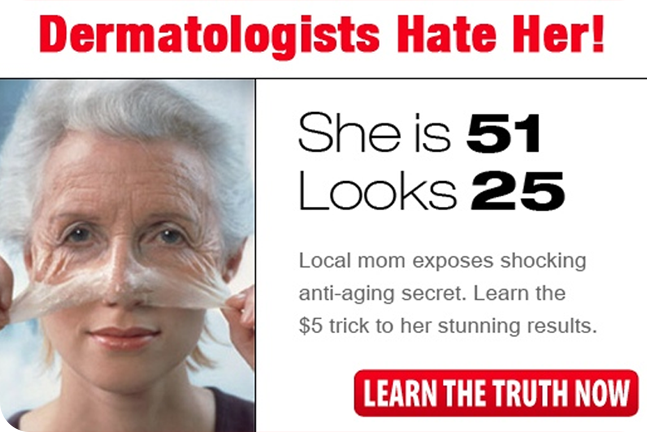 Dermatologists Hate Her!
She is 51
Looks 25
Local mom exposes shocking
anti-aging secret. Learn the
$5 trick to her stunning results.
LEARN THE TRUTH NOW